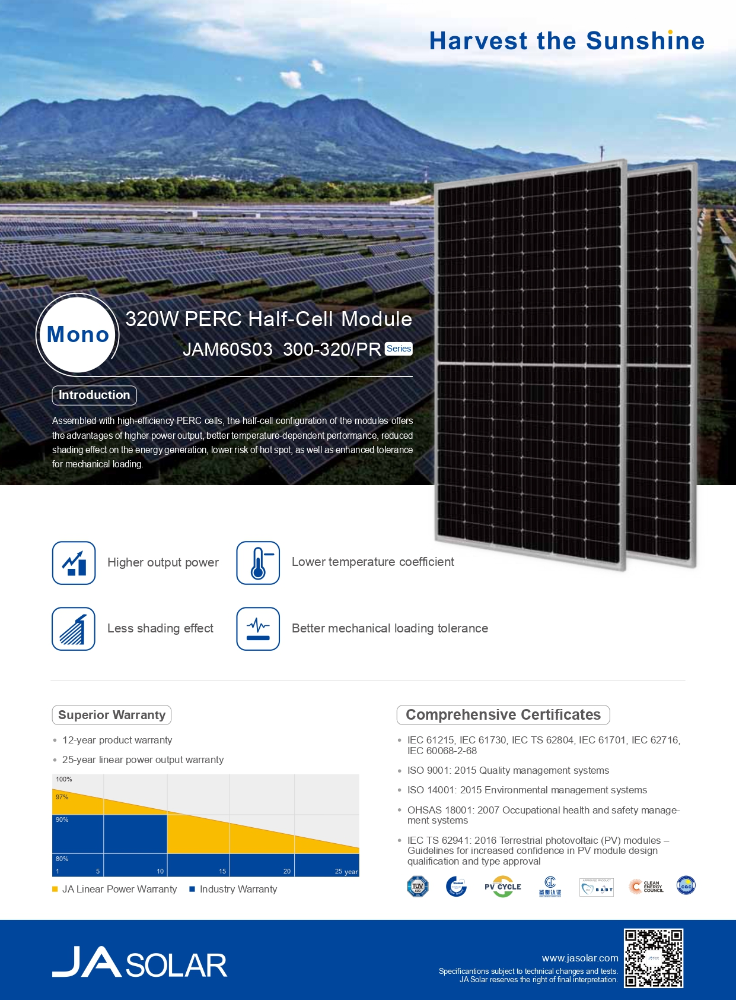 Harvest the Sunshine
Mono
320W PERC Half-Cell Module
JAM60S03 300-320/PR Series
Introduction
Assembled with high-efficiency PERC cells, the half-cell configuration of the modules offers
the advantages of higher power output, better temperature-dependent performance, reduced
shading effect on the energy generation, lower risk of hot spot, as well as enhanced tolerance
for mechanical loading.
Higher output power
Lower temperature coefficient
Less shading effect
Better mechanical loading tolerance
Superior Warranty
• 12-year product warranty
• 25-year linear power output warranty
100%
97%
90%
80%
1 5 10 15 20 25 year
JA Linear Power Warranty Industry Warranty
Comprehensive Certificates
• IEC 61215, IEC 61730, IEC TS 62804, IEC 61701, IEC 62716,
IEC 60068-2-68
• ISO 9001: 2015 Quality management systems
• ISO 14001: 2015 Environmental management systems
• OHSAS 18001: 2007 Occupational health and safety manage-
ment systems
• IEC TS 62941: 2016 Terrestrial photovoltaic (PV) modules –
Guidelines for increased confidence in PV module design
qualification and type approval
TÜV
SÜD
PV CYCLE
CGC
鉴衡认证
APPROVED PRODUCT
BABT
CLEAN
ENERGY
COUNCIL
JA SOLAR
www.jasolar.com
Specificantions subject to technical changes and tests.
JA Solar reserves the right of final interpretation.